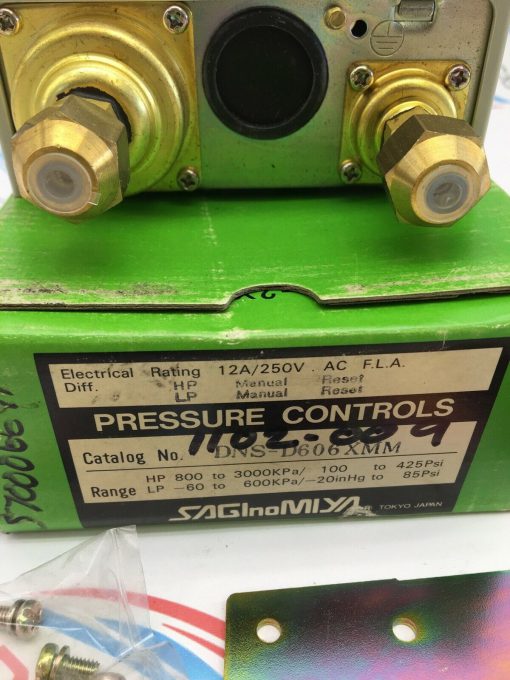 Electrical Rating 12A/250V. AC F.L.A.
Diff. HP Manual Reset
LP Manual Reset
PRESSURE CONTROLS
1102-009
Catalog No. DNS-D606XMM
HP 800 to 3000KPa/ 100 to 425Psi
Range LP -60 to 600KPa/-20inHg to 85Psi
SAGInoMIYA TOKYO JAPAN